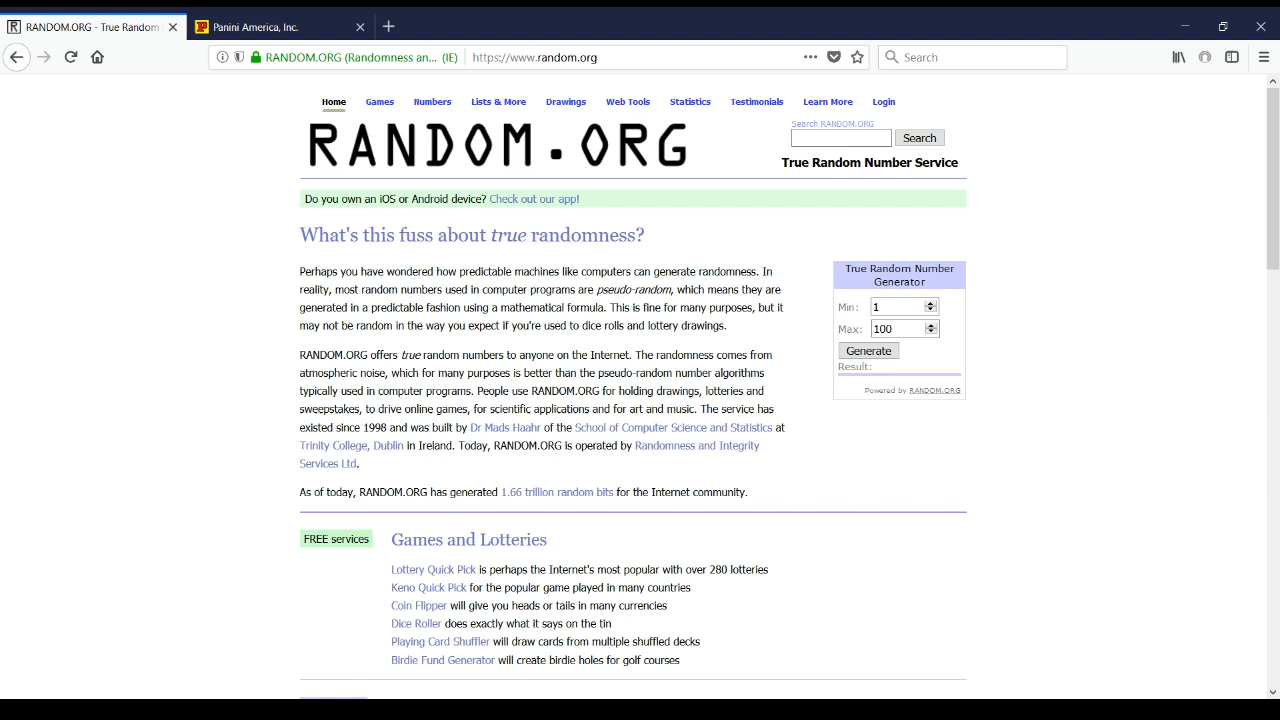 RANDOM.ORG - True Random
Panini America, Inc.
RANDOM.ORG (Randomness an... (IE)
https://www.random.org
Search
Home Games Numbers Lists & More Drawings Web Tools Statistics Testimonials Learn More Login
RANDOM.ORG
Search RANDOM.ORG
Search
True Random Number Service
Do you own an iOS or Android device? Check out our app!
What's this fuss about true randomness?
Perhaps you have wondered how predictable machines like computers can generate randomness. In
reality, most random numbers used in computer programs are pseudo-random, which means they are
generated in a predictable fashion using a mathematical formula. This is fine for many purposes, but it
may not be random in the way you expect if you're used to dice rolls and lottery drawings.
RANDOM.ORG offers true random numbers to anyone on the Internet. The randomness comes from
atmospheric noise, which for many purposes is better than the pseudo-random number algorithms
typically used in computer programs. People use RANDOM.ORG for holding drawings, lotteries and
sweepstakes, to drive online games, for scientific applications and for art and music. The service has
existed since 1998 and was built by Dr Mads Haahr of the School of Computer Science and Statistics at
Trinity College, Dublin in Ireland. Today, RANDOM.ORG is operated by Randomness and Integrity
Services Ltd.
As of today, RANDOM.ORG has generated 1.66 trillion random bits for the Internet community.
True Random Number
Generator
Min: 1
Max: 100
Generate
Result:
Powered by RANDOM.ORG
FREE services
Games and Lotteries
Lottery Quick Pick is perhaps the Internet's most popular with over 280 lotteries
Keno Quick Pick for the popular game played in many countries
Coin Flipper will give you heads or tails in many currencies
Dice Roller does exactly what it says on the tin
Playing Card Shuffler will draw cards from multiple shuffled decks
Birdie Fund Generator will create birdie holes for golf courses